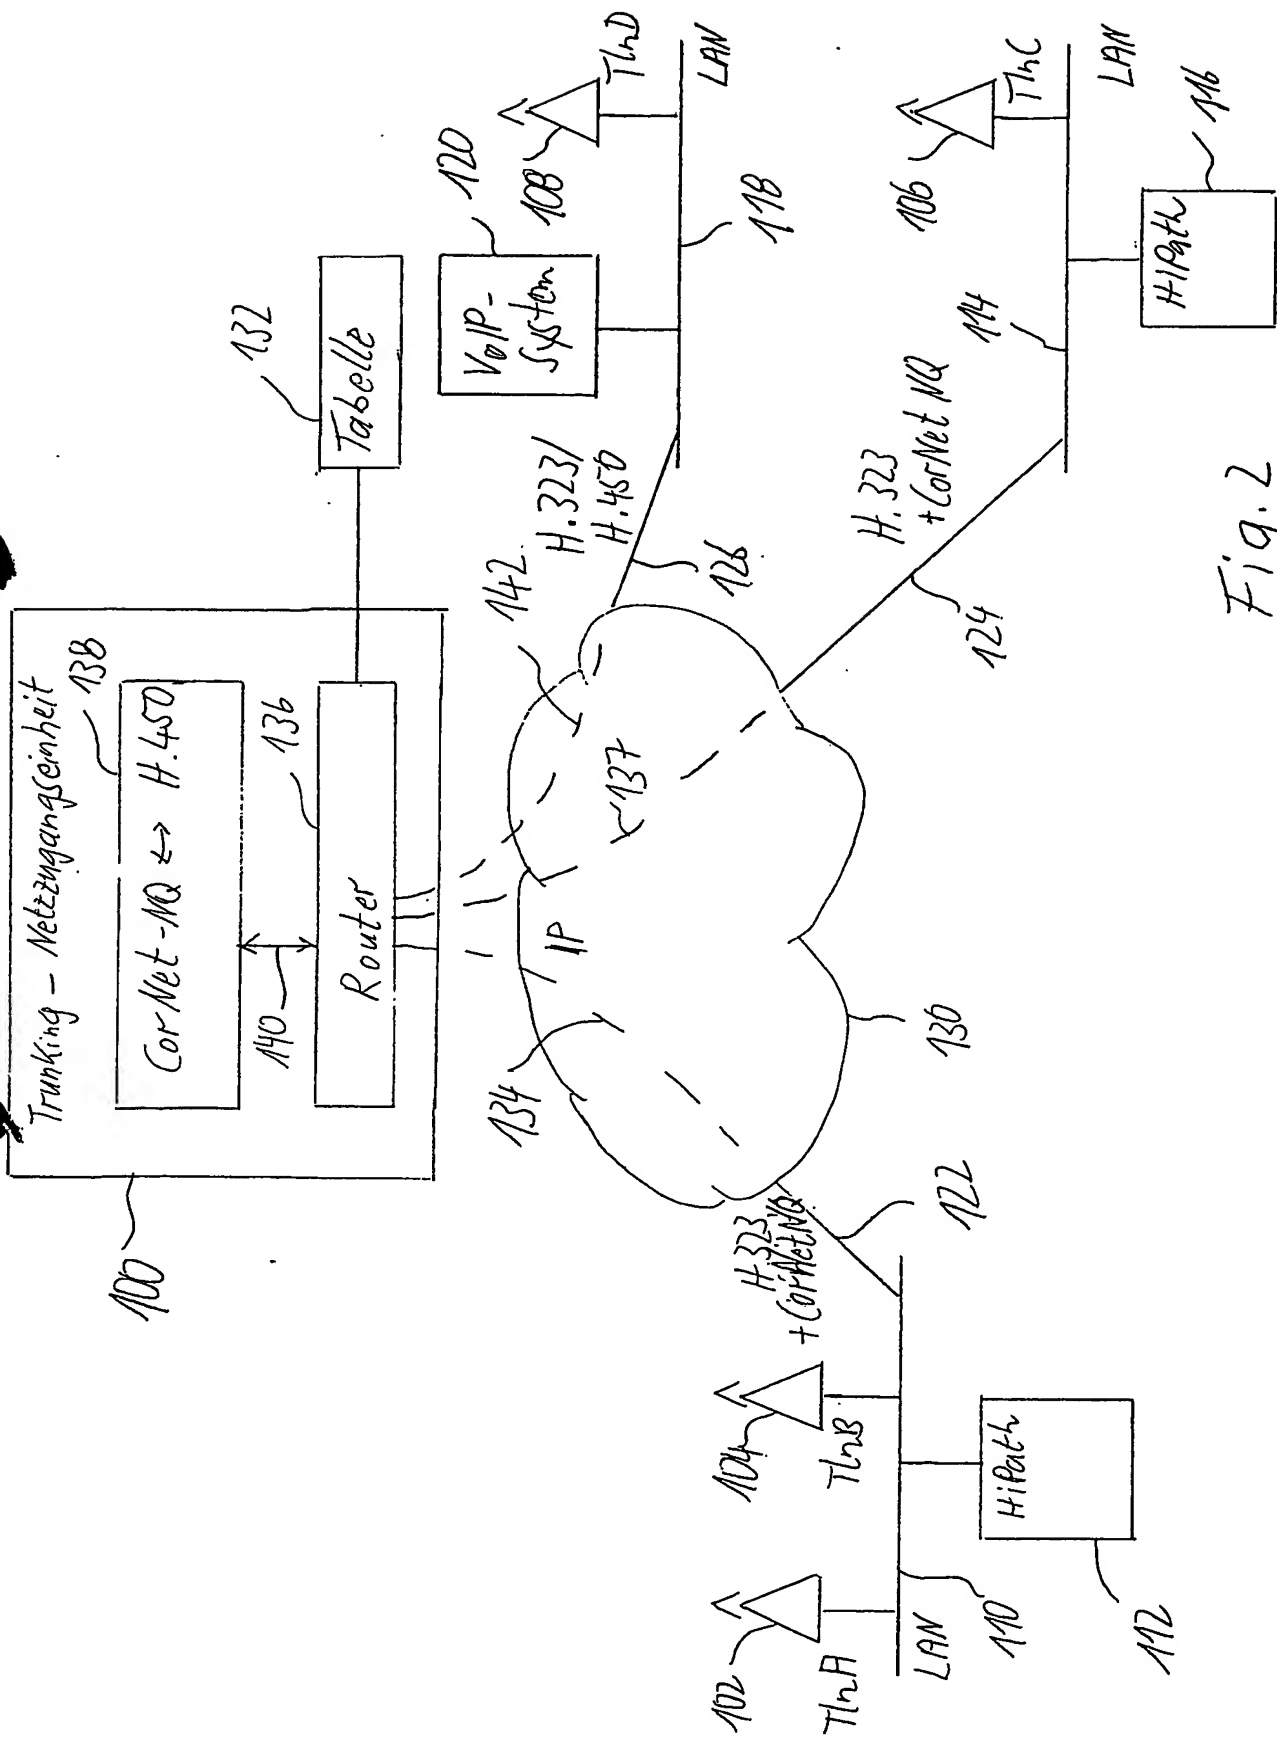 Trunking - Netzzugangseinheit
138
CorNet-NQ ↔ H.450
140
136
Router
100
132
Tabelle
134
IP
137
142
130
H.323/
H.450
126
VoIP-
System
120
108
TlnD
LAN
118
H.323
+CorNet NQ
124
114
106
TlnC
LAN
HiPath
116
H.323
+CorNetNQ
122
102
TlnA
104
TlnB
LAN
110
HiPath
112
Fig. 2